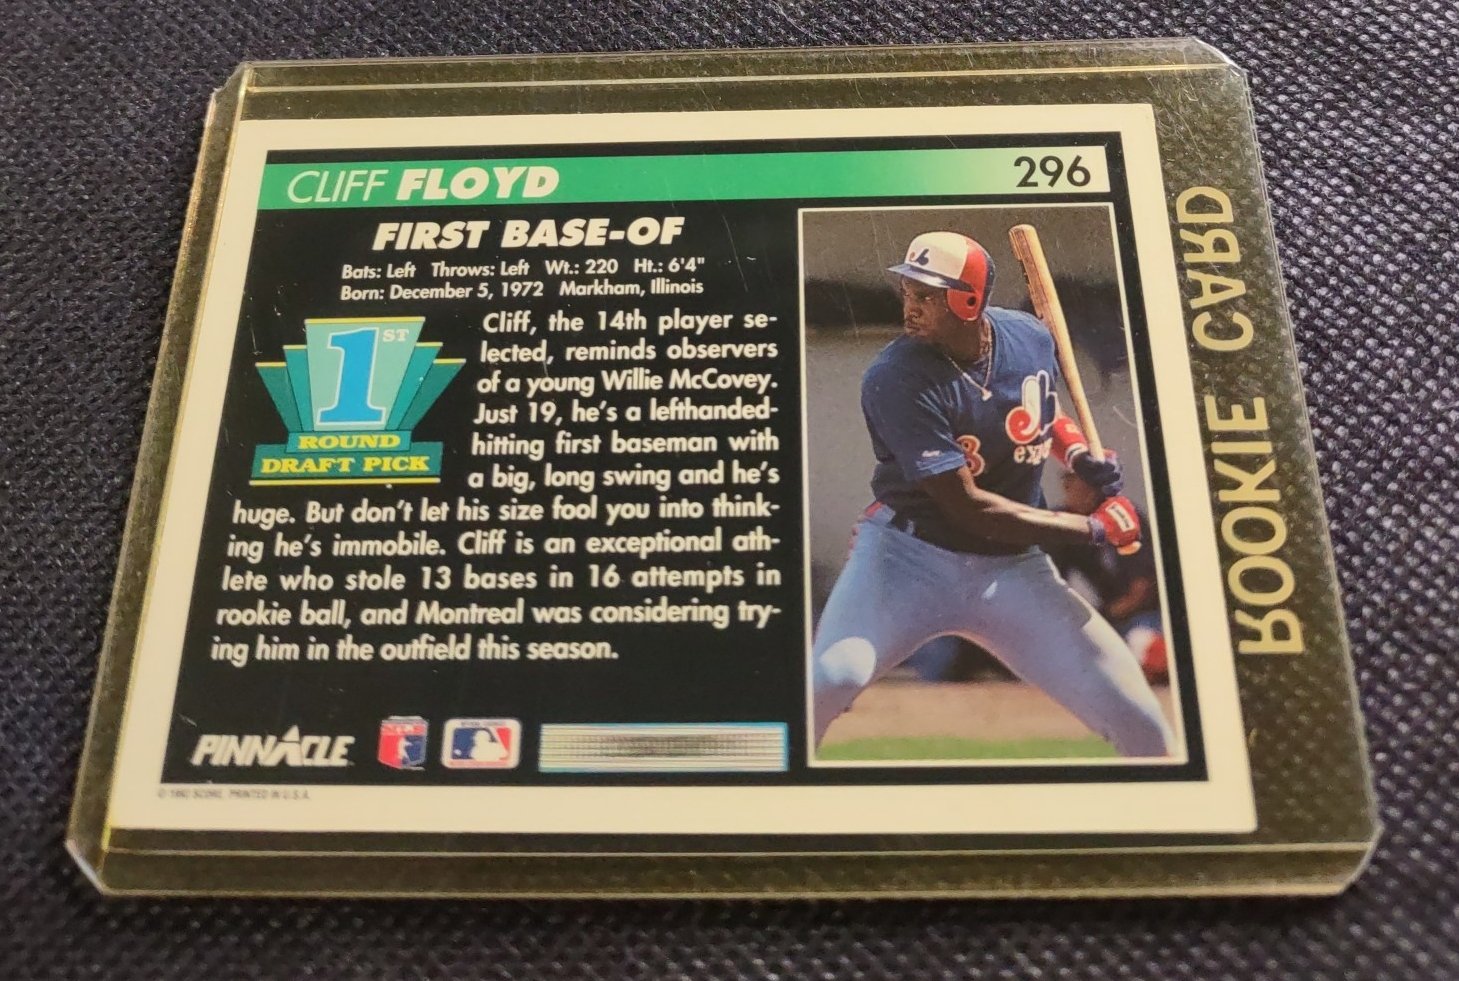 CLIFF FLOYD
296
FIRST BASE-OF
Bats: Left Throws: Left Wt.: 220 Ht.: 6'4"
Born: December 5, 1972 Markham, Illinois
1ST
ROUND
DRAFT PICK
Cliff, the 14th player se-
lected, reminds observers
of a young Willie McCovey.
Just 19, he's a lefthanded-
hitting first baseman with
a big, long swing and he's
huge. But don't let his size fool you into think-
ing he's immobile. Cliff is an exceptional ath-
lete who stole 13 bases in 16 attempts in
rookie ball, and Montreal was considering try-
ing him in the outfield this season.
PINNACLE
© 1992 SCORE, PRINTED IN U.S.A.
ROOKIE CARD